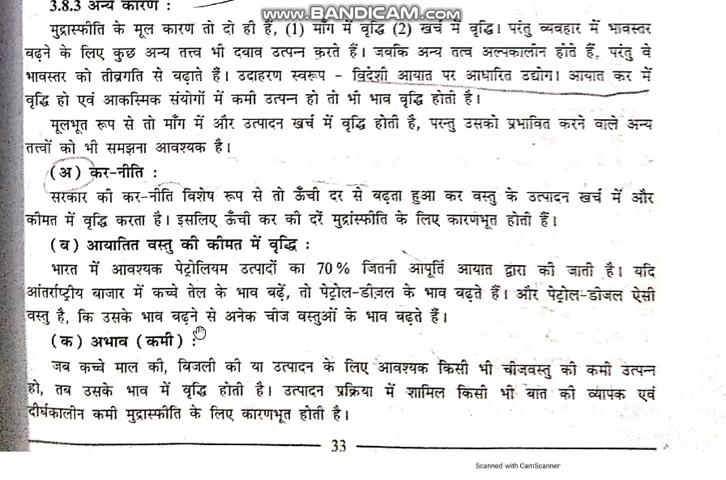 www.BANDICAM.com
3.8.3 अन्य कारण :
मुद्रास्फीति के मूल कारण तो दो ही हैं, (1) माँग में वृद्धि (2) खर्च में वृद्धि। परंतु व्यवहार में भावस्तर
बढ़ने के लिए कुछ अन्य तत्त्व भी दबाव उत्पन्न करते हैं। जबकि अन्य तत्व अल्पकालीन होते हैं, परंतु वे
भावस्तर को तीव्रगति से बढ़ाते हैं। उदाहरण स्वरूप - विदेशी आयात पर आधारित उद्योग। आयात कर में
वृद्धि हो एवं आकस्मिक संयोगों में कमी उत्पन्न हो तो भी भाव वृद्धि होती है।
मूलभूत रूप से तो माँग में और उत्पादन खर्च में वृद्धि होती है, परन्तु उसको प्रभावित करने वाले अन्य
तत्त्वों को भी समझना आवश्यक है।
(अ) कर-नीति :
सरकार की कर-नीति विशेष रूप से तो ऊँची दर से बढ़ता हुआ कर वस्तु के उत्पादन खर्च में और
कीमत में वृद्धि करता है। इसलिए ऊँची कर की दरें मुद्रांस्फीति के लिए कारणभूत होती हैं।
(ब) आयातित वस्तु की कीमत में वृद्धि :
भारत में आवश्यक पेट्रोलियम उत्पादों का 70% जितनी आपूर्ति आयात द्वारा की जाती है। यदि
आंतर्राष्ट्रीय बाजार में कच्चे तेल के भाव बढ़ें, तो पेट्रोल-डीज़ल के भाव बढ़ते हैं। और पेट्रोल-डीजल ऐसी
वस्तु है, कि उसके भाव बढ़ने से अनेक चीज वस्तुओं के भाव बढ़ते हैं।
(क) अभाव (कमी) :
जब कच्चे माल की, बिजली की या उत्पादन के लिए आवश्यक किसी भी चीजवस्तु की कमी उत्पन्न
हो, तब उसके भाव में वृद्धि होती है। उत्पादन प्रक्रिया में शामिल किसी भी बात की व्यापक एवं
दीर्घकालीन कमी मुद्रास्फीति के लिए कारणभूत होती है।
33
Scanned with CamScanner